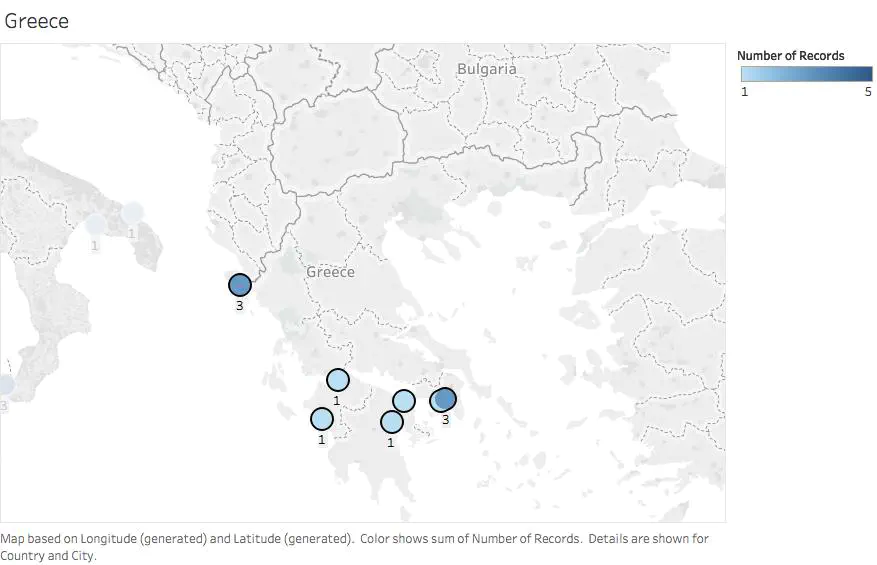 Greece
Number of Records
1 5
Bulgaria
1
1
Greece
3
3
1
3
1
1
Map based on Longitude (generated) and Latitude (generated). Color shows sum of Number of Records. Details are shown for
Country and City.